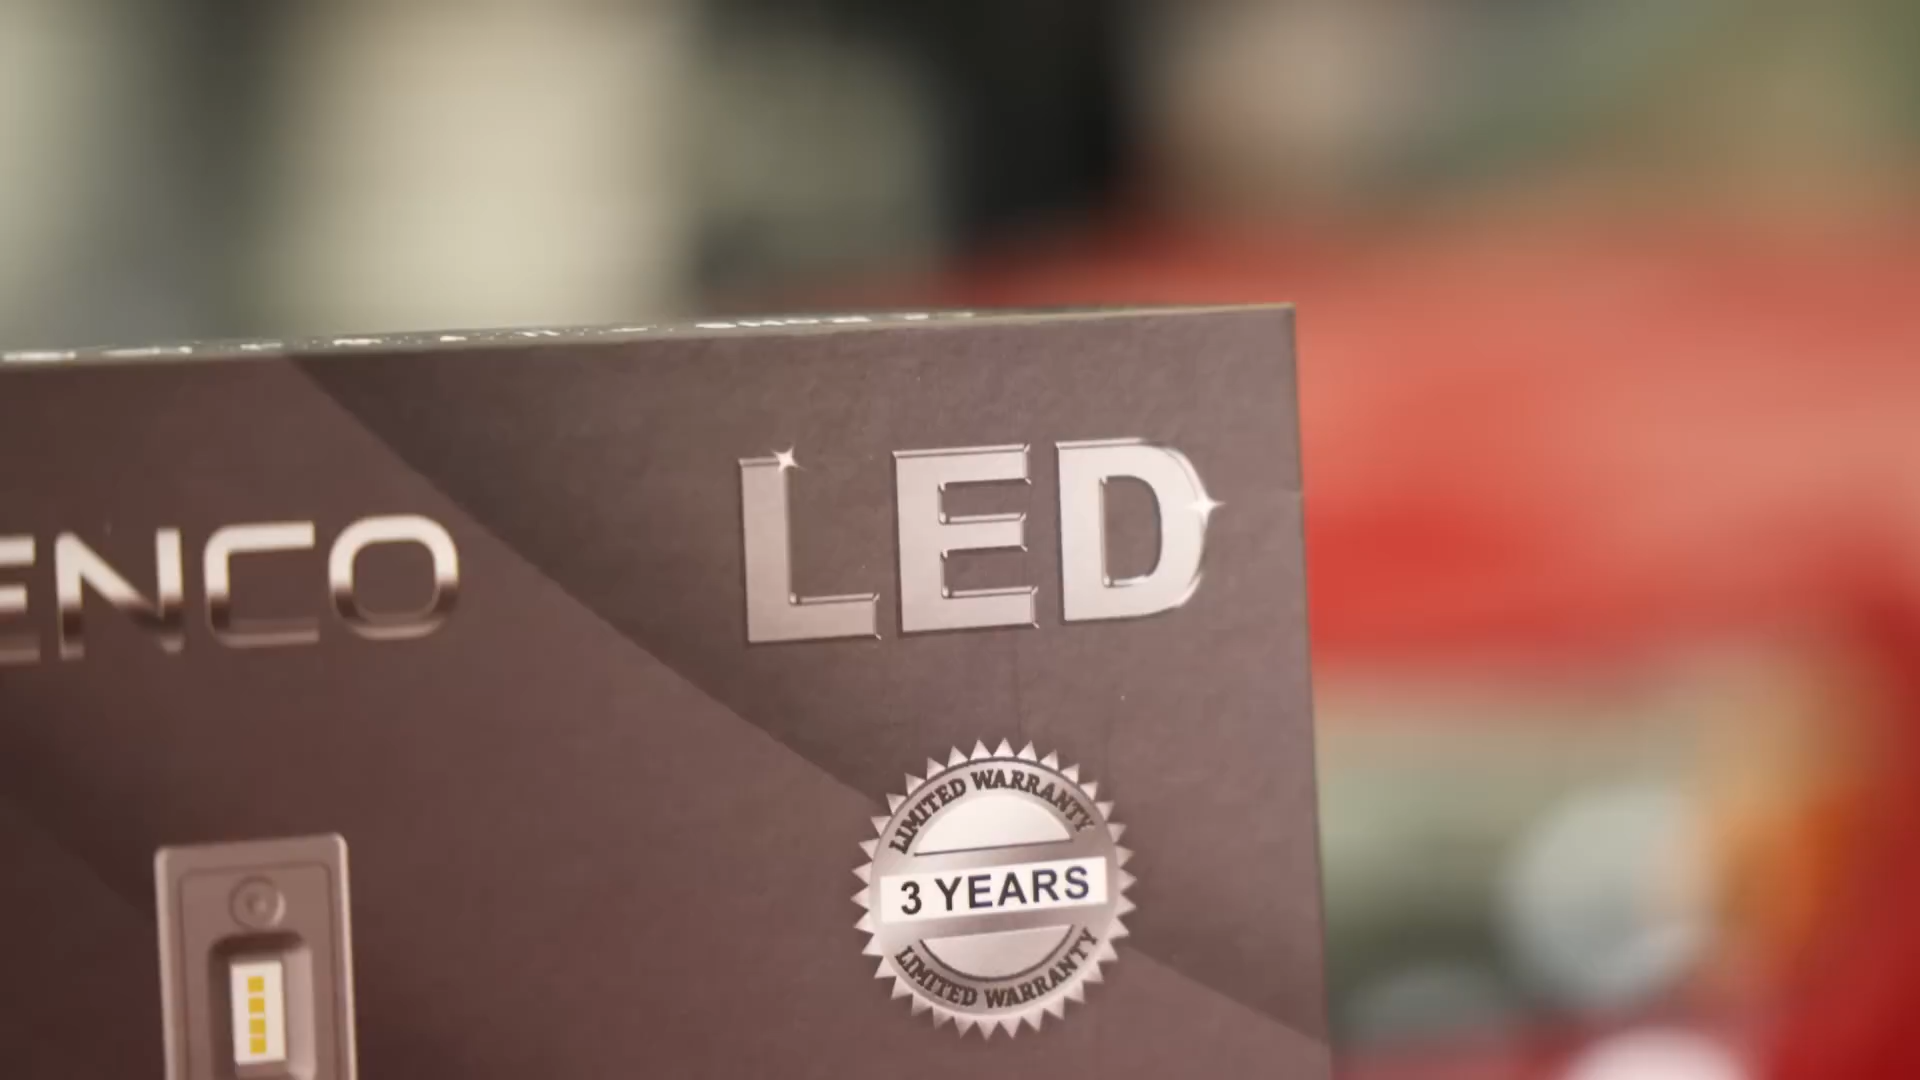 ENCO
LED
LIMITED WARRANTY
3 YEARS
LIMITED WARRANTY